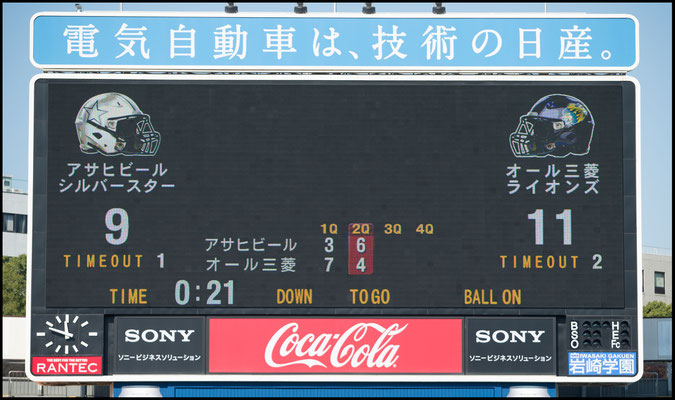 電気自動車は、技術の日産。
アサヒビール
シルバースター
オール三菱
ライオンズ
9
11
TIMEOUT 1
TIMEOUT 2
1Q 2Q 3Q 4Q
アサヒビール 3 6
オール三菱 7 4
TIME 0:21 DOWN TO GO BALL ON
SONY
ソニービジネスソリューション
Coca-Cola
SONY
ソニービジネスソリューション
RANTEC
B
S
O
H
E
Fc
IWASAKI GAKUEN
岩崎学園